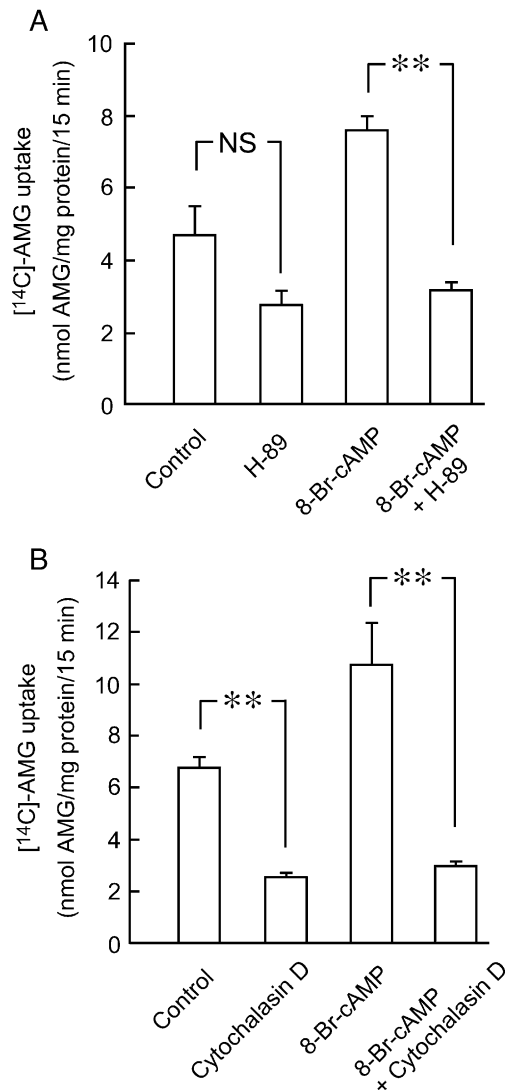 A
[¹⁴C]-AMG uptake
(nmol AMG/mg protein/15 min)
10
8
6
4
2
0
NS
**
Control
H-89
8-Br-cAMP
8-Br-cAMP
+ H-89
B
[¹⁴C]-AMG uptake
(nmol AMG/mg protein/15 min)
14
12
10
8
6
4
2
0
**
**
Control
Cytochalasin D
8-Br-cAMP
8-Br-cAMP
+ Cytochalasin D